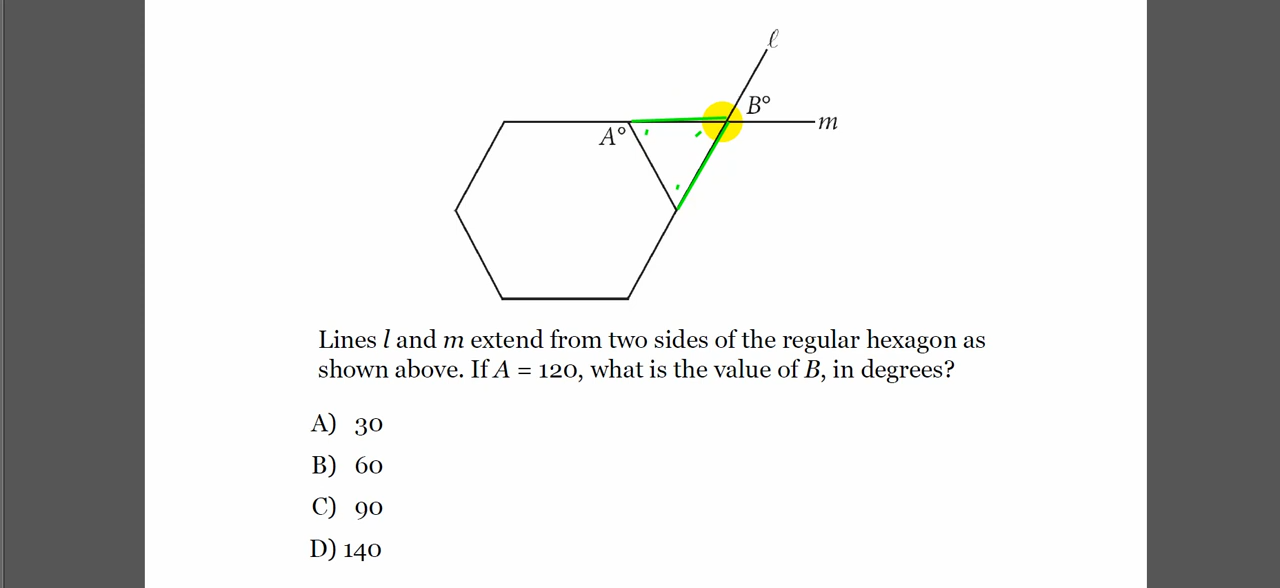 ℓ
B°
m
A°
Lines l and m extend from two sides of the regular hexagon as
shown above. If A = 120, what is the value of B, in degrees?
A) 30
B) 60
C) 90
D) 140